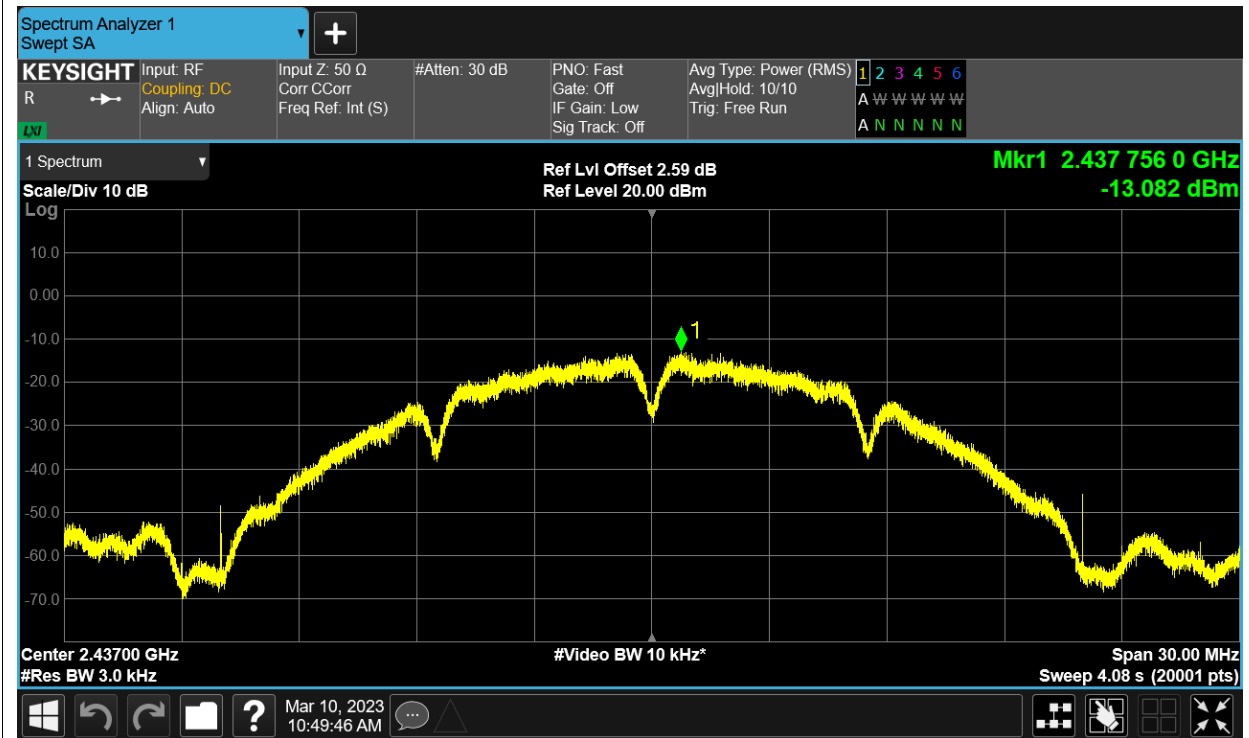 Spectrum Analyzer 1
Swept SA
KEYSIGHT
R
LXI
Input: RF
Coupling: DC
Align: Auto
Input Z: 50 Ω
Corr CCorr
Freq Ref: Int (S)
#Atten: 30 dB
PNO: Fast
Gate: Off
IF Gain: Low
Sig Track: Off
Avg Type: Power (RMS)
Avg|Hold: 10/10
Trig: Free Run
1 2 3 4 5 6
A W W W W W
A N N N N N
1 Spectrum
Scale/Div 10 dB
Ref Lvl Offset 2.59 dB
Ref Level 20.00 dBm
Mkr1 2.437 756 0 GHz
-13.082 dBm
Log
10.0
0.00
-10.0
-20.0
-30.0
-40.0
-50.0
-60.0
-70.0
1
Center 2.43700 GHz
#Res BW 3.0 kHz
#Video BW 10 kHz*
Span 30.00 MHz
Sweep 4.08 s (20001 pts)
?
Mar 10, 2023
10:49:46 AM